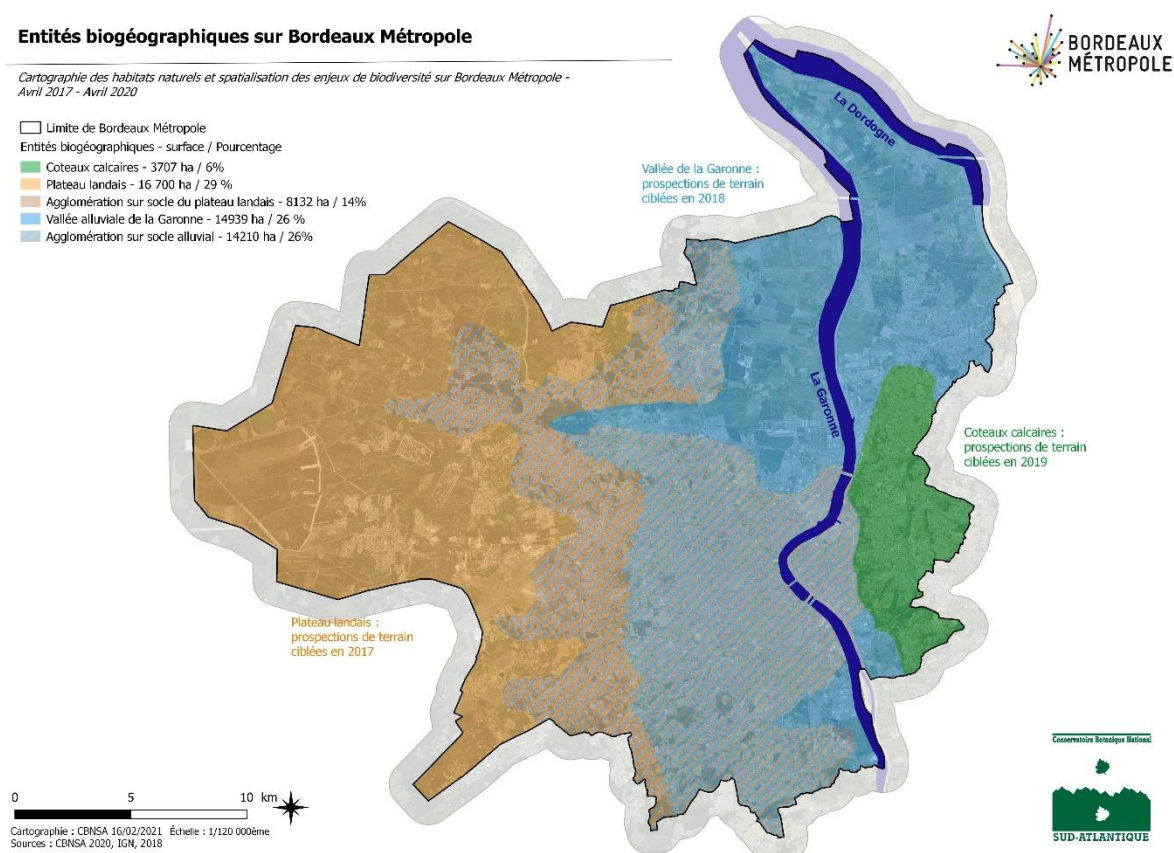 Entités biogéographiques sur Bordeaux Métropole
BORDEAUX
MÉTROPOLE
Cartographie des habitats naturels et spatialisation des enjeux de biodiversité sur Bordeaux Métropole -
Avril 2017 - Avril 2020
Limite de Bordeaux Métropole
Entités biogéographiques - surface / Pourcentage
Coteaux calcaires - 3707 ha / 6%
Plateau landais - 16 700 ha / 29 %
Agglomération sur socle du plateau landais - 8132 ha / 14%
Vallée alluviale de la Garonne - 14939 ha / 26 %
Agglomération sur socle alluvial - 14210 ha / 26%
La Dordogne
Vallée de la Garonne :
prospections de terrain
ciblées en 2018
La Garonne
Coteaux calcaires :
prospections de terrain
ciblées en 2019
Plateau landais :
prospections de terrain
ciblées en 2017
0 5 10 km
Cartographie : CBNSA 16/02/2021 Échelle : 1/120 000ème
Sources : CBNSA 2020, IGN, 2018
Conservatoire Botanique National
SUD-ATLANTIQUE